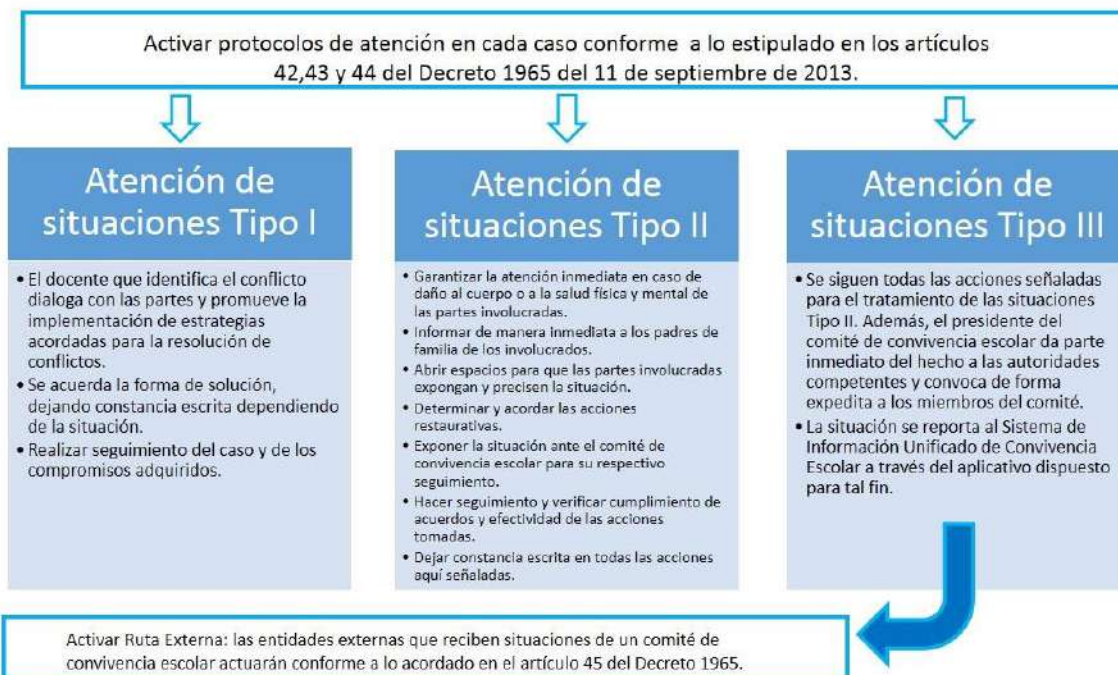 Activar protocolos de atención en cada caso conforme a lo estipulado en los artículos
42,43 y 44 del Decreto 1965 del 11 de septiembre de 2013.
Atención de
situaciones Tipo I
• El docente que identifica el conflicto
dialoga con las partes y promueve la
implementación de estrategias
acordadas para la resolución de
conflictos.
• Se acuerda la forma de solución,
dejando constancia escrita dependiendo
de la situación.
• Realizar seguimiento del caso y de los
compromisos adquiridos.
Atención de
situaciones Tipo II
• Garantizar la atención inmediata en caso de
daño al cuerpo o a la salud física y mental de
las partes involucradas.
• Informar de manera inmediata a los padres de
familia de los involucrados.
• Abrir espacios para que las partes involucradas
expongan y precisen la situación.
• Determinar y acordar las acciones
restaurativas.
• Exponer la situación ante el comité de
convivencia escolar para su respectivo
seguimiento.
• Hacer seguimiento y verificar cumplimiento de
acuerdos y efectividad de las acciones
tomadas.
• Dejar constancia escrita en todas las acciones
aquí señaladas.
Atención de
situaciones Tipo III
• Se siguen todas las acciones señaladas
para el tratamiento de las situaciones
Tipo II. Además, el presidente del
comité de convivencia escolar da parte
inmediato del hecho a las autoridades
competentes y convoca de forma
expedita a los miembros del comité.
• La situación se reporta al Sistema de
Información Unificado de Convivencia
Escolar a través del aplicativo dispuesto
para tal fin.
Activar Ruta Externa: las entidades externas que reciben situaciones de un comité de
convivencia escolar actuarán conforme a lo acordado en el artículo 45 del Decreto 1965.